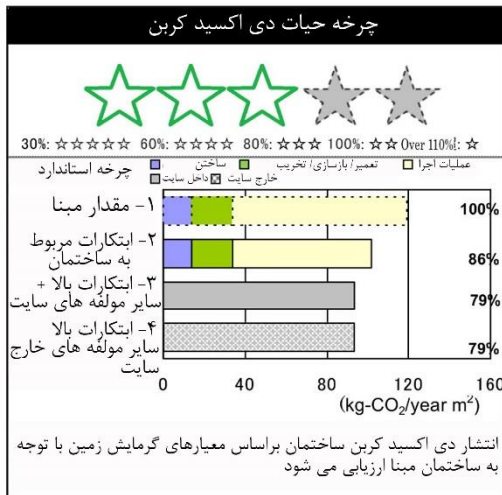 چرخه حیات دی اکسید کربن
30%: ☆☆☆☆☆ 60%: ☆☆☆☆ 80%: ☆☆☆ 100%: ☆☆ Over 110%: ☆
چرخه استاندارد ساختن تعمیر/ بازسازی/ تخریب عملیات اجرا
داخل سایت خارج سایت
۱- مقدار مبنا 100%
۲- ابتکارات مربوط
به ساختمان 86%
۳- ابتکارات بالا +
سایر مولفه های سایت 79%
۴- ابتکارات بالا
سایر مولفه های خارج
سایت 79%
0 40 80 120 160
(kg-CO₂/year m²)
انتشار دی اکسید کربن ساختمان براساس معیارهای گرمایش زمین با توجه
به ساختمان مبنا ارزیابی می شود